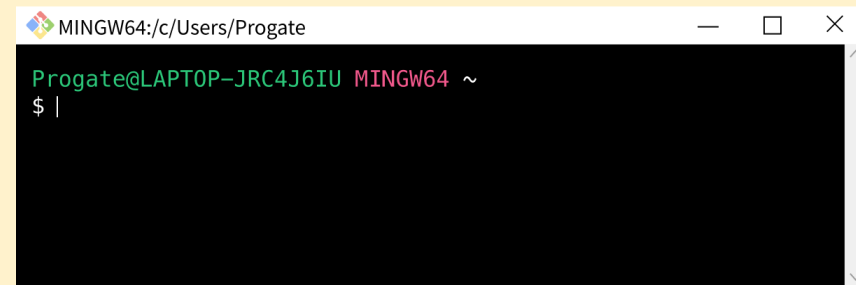 MINGW64:/c/Users/Progate
Progate@LAPTOP-JRC4J6IU MINGW64 ~
$